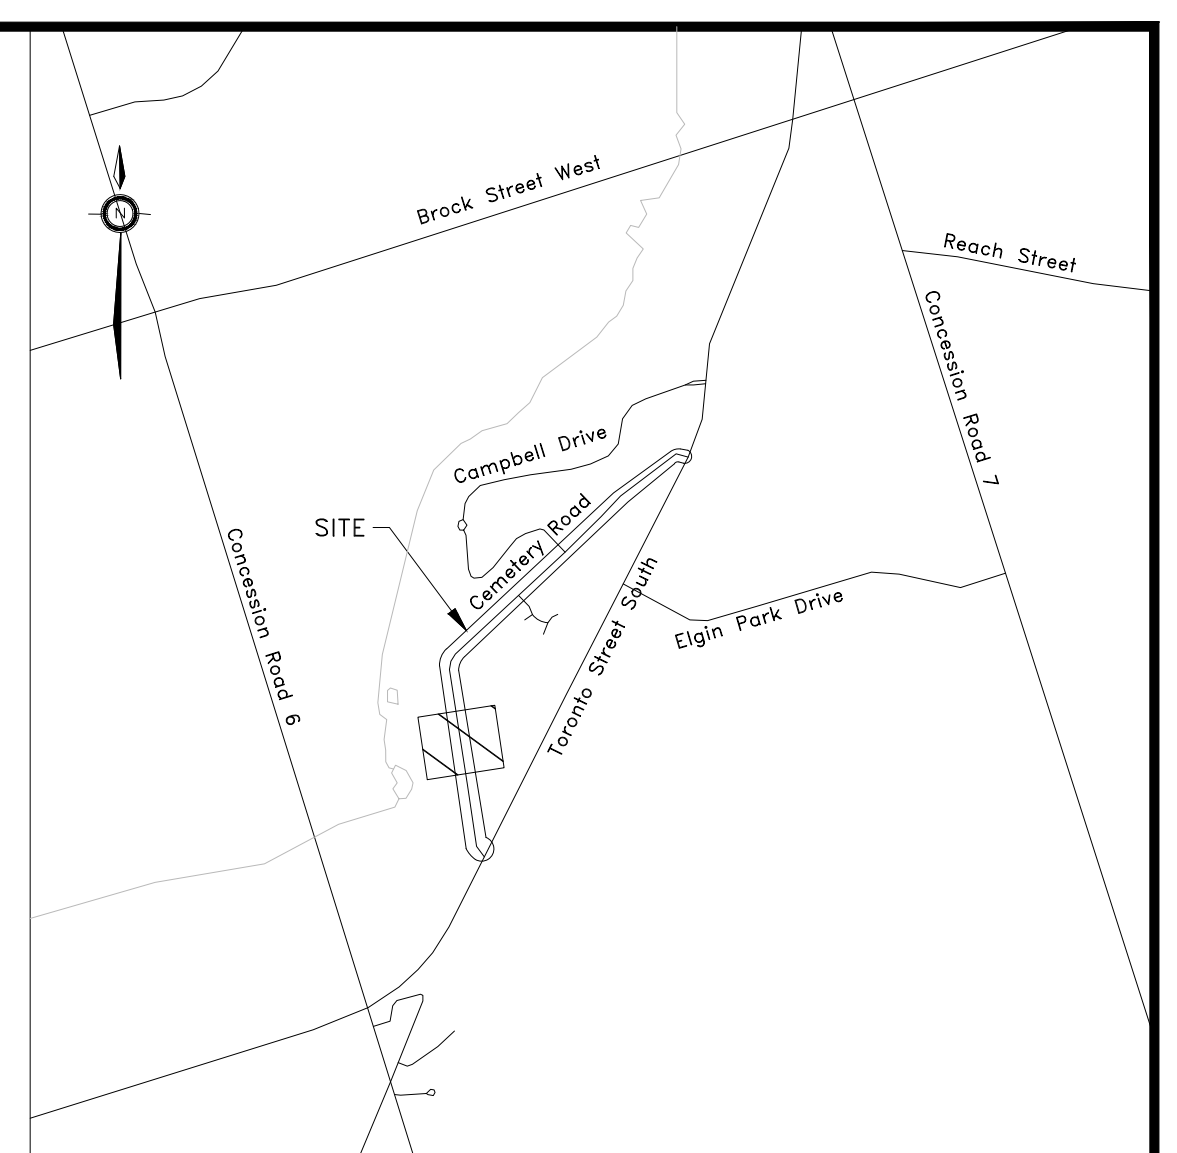 N
Brock Street West
Reach Street
Concession Road 7
Campbell Drive
SITE
Cemetery Road
Concession Road 6
Toronto Street South
Elgin Park Drive